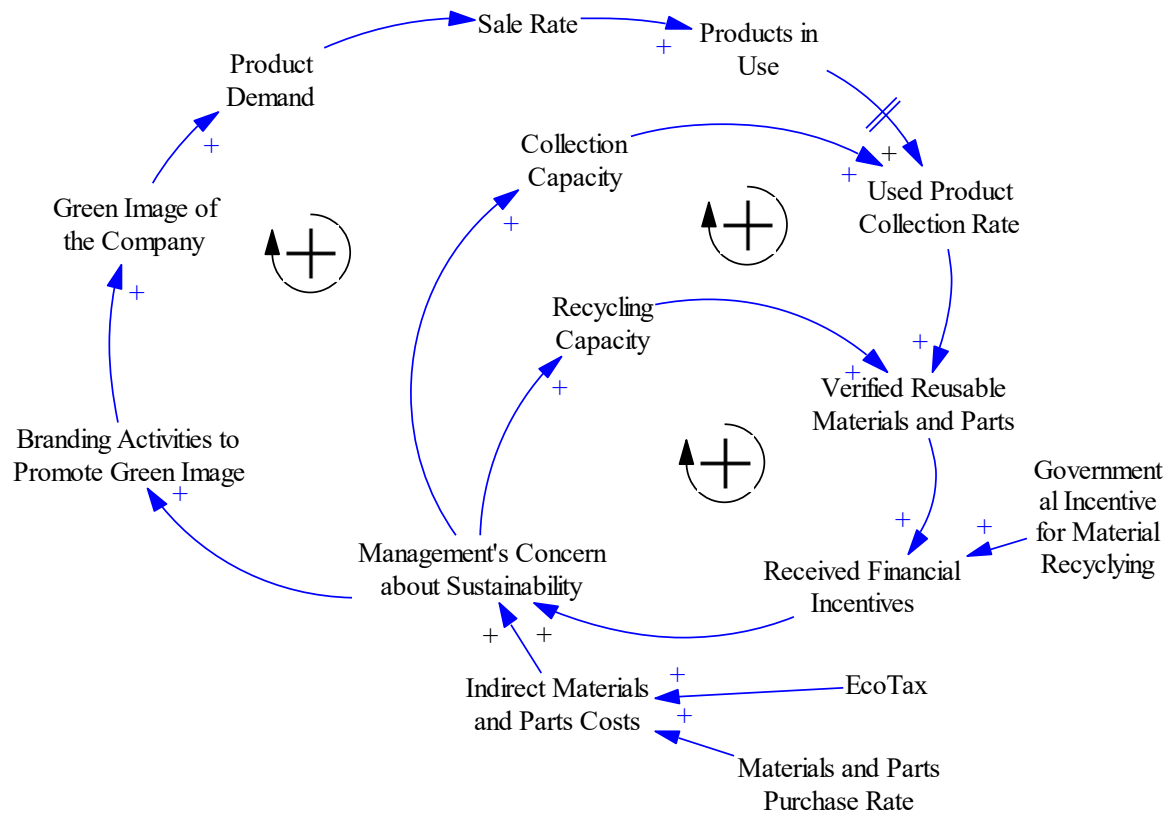 Sale Rate
Products in
Use
Product
Demand
Collection
Capacity
Used Product
Collection Rate
Green Image of
the Company
Recycling
Capacity
Verified Reusable
Materials and Parts
Branding Activities to
Promote Green Image
Government
al Incentive
for Material
Recyclying
Management's Concern
about Sustainability
Received Financial
Incentives
Indirect Materials
and Parts Costs
EcoTax
Materials and Parts
Purchase Rate